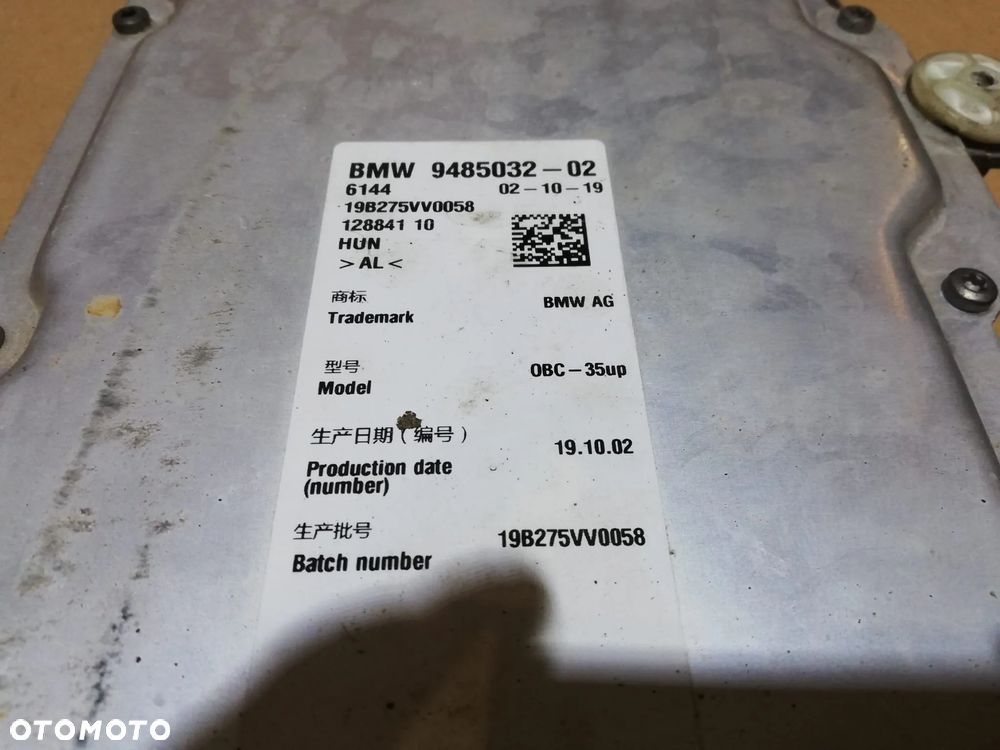 BMW 9485032-02
6144 02-10-19
19B275VV0058
128841 10
HUN
>AL<
商标
Trademark BMW AG
型号
Model OBC-35up
生产日期(编号)
Production date
(number) 19.10.02
生产批号
Batch number 19B275VV0058
OTOMOTO